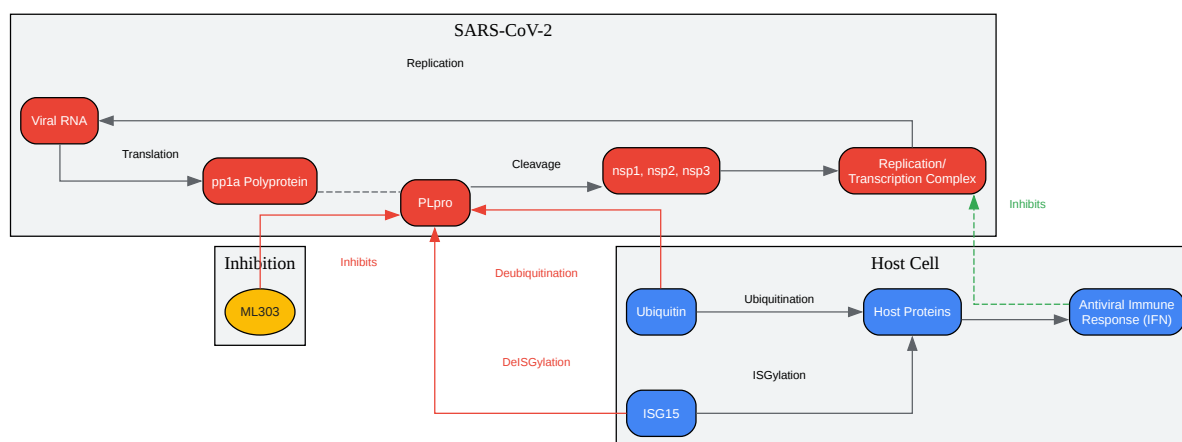 SARS-CoV-2
Replication
Viral RNA
Translation
pp1a Polyprotein
Cleavage
PLpro
nsp1, nsp2, nsp3
Replication/
Transcription Complex
Inhibits
Inhibition
Inhibits
ML303
Deubiquitination
DeISGylation
Host Cell
Ubiquitin
Ubiquitination
Host Proteins
Antiviral Immune
Response (IFN)
ISGylation
ISG15